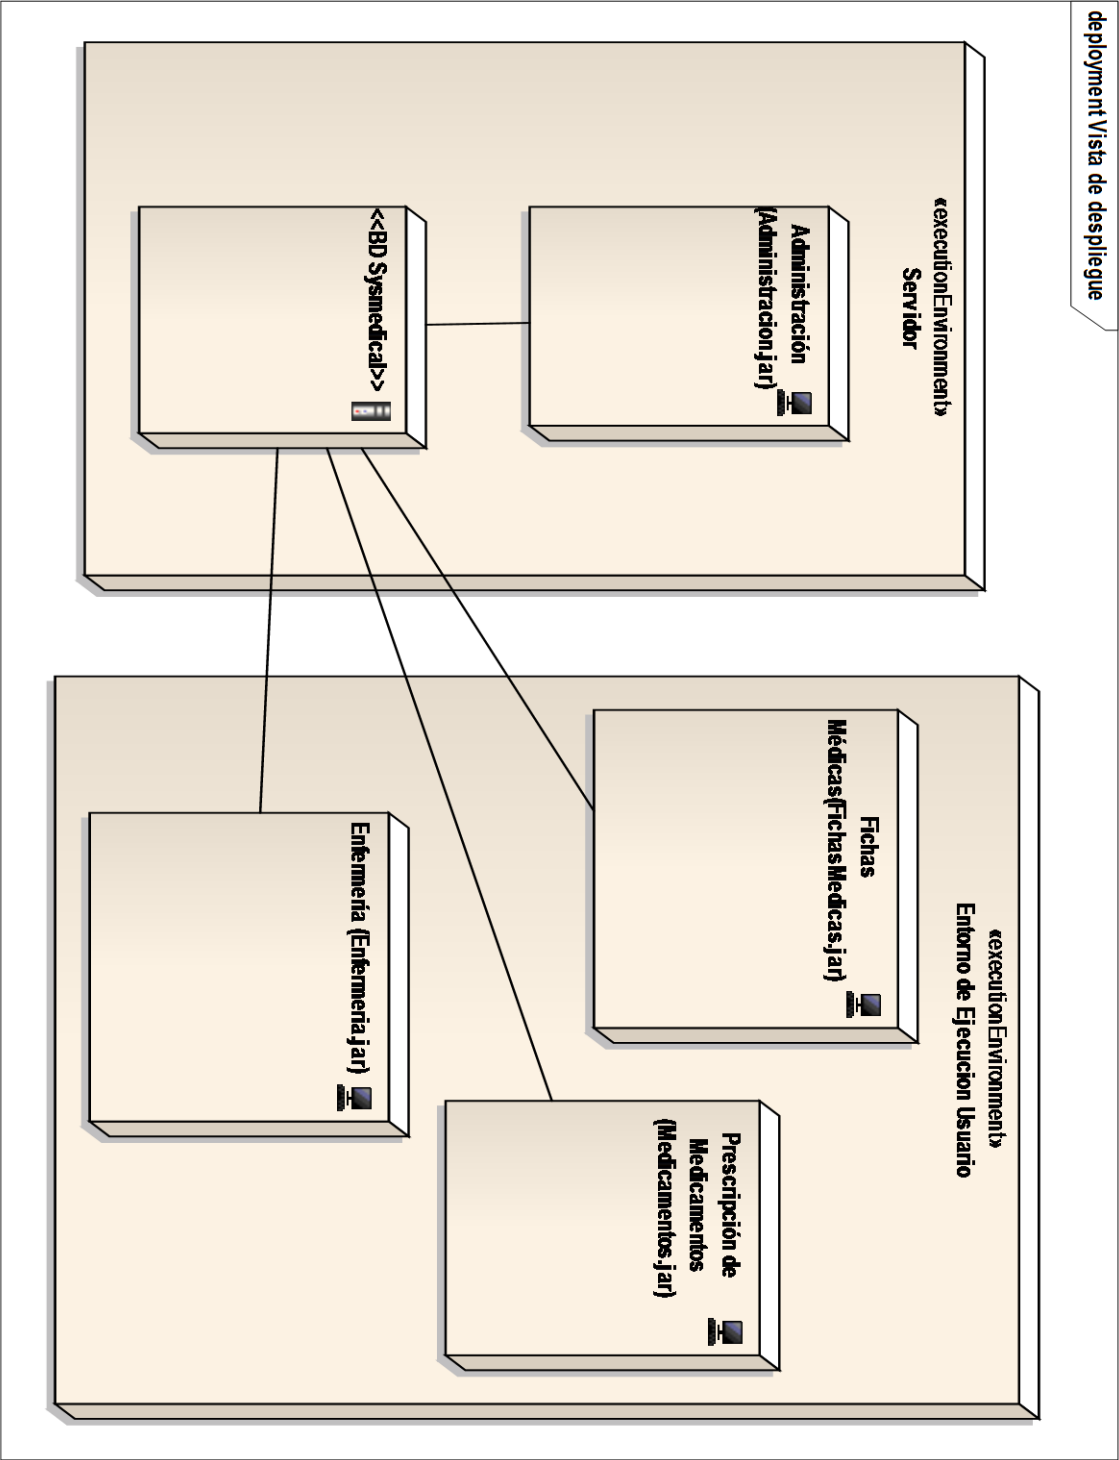 deployment Vista de despliegue
«executionEnvironment»
Servidor
Administración
(Administracion.jar)
<<BD Sysmedical>>
«executionEnvironment»
Entorno de Ejecucion Usuario
Fichas
Médicas(FichasMedicas.jar)
Prescripción de
Medicamentos
(Medicamentos.jar)
Enfermería (Enfermeria.jar)